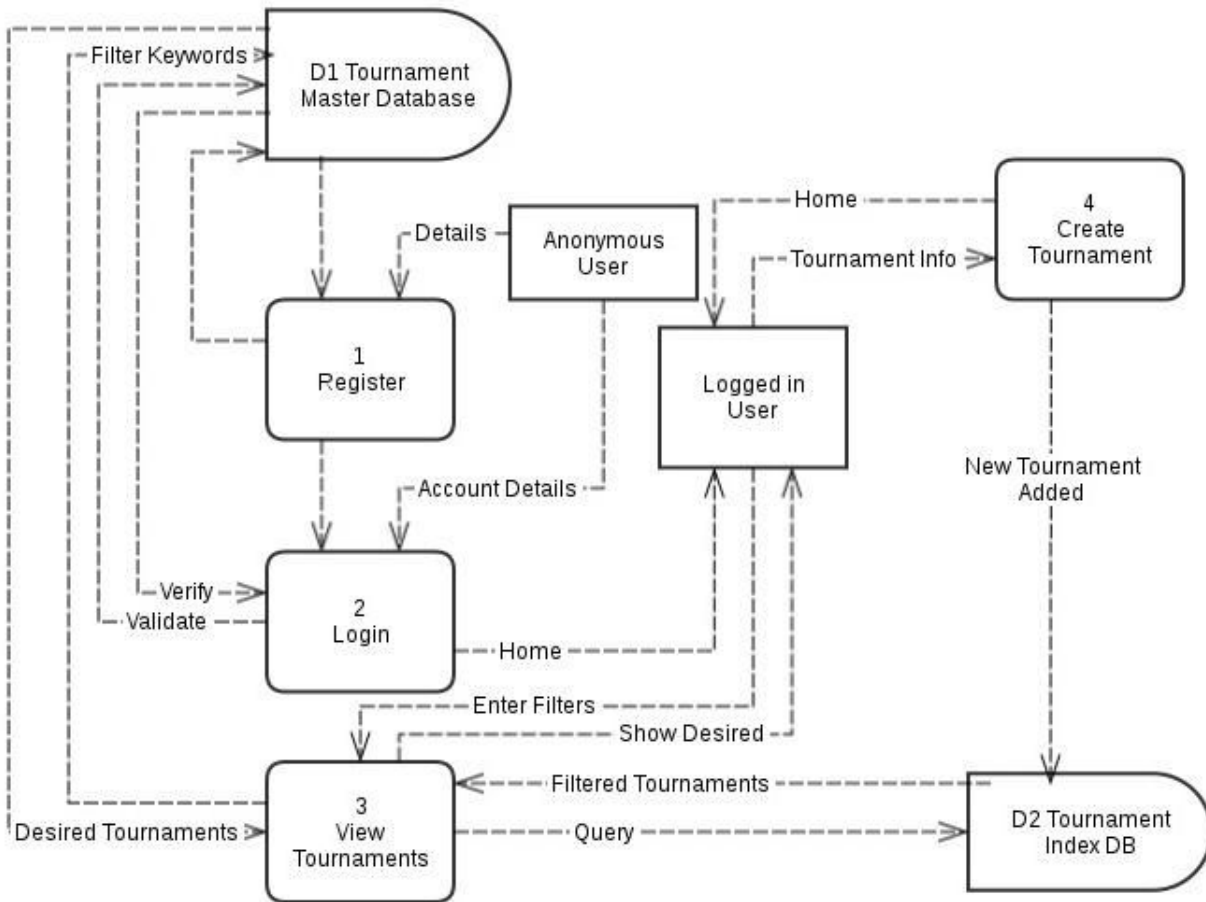 Filter Keywords
D1 Tournament
Master Database
Home
4
Create
Tournament
Details
Anonymous
User
Tournament Info
1
Register
Logged in
User
Account Details
New Tournament
Added
Verify
Validate
2
Login
Home
Enter Filters
Show Desired
Filtered Tournaments
Desired Tournaments
3
View
Tournaments
Query
D2 Tournament
Index DB